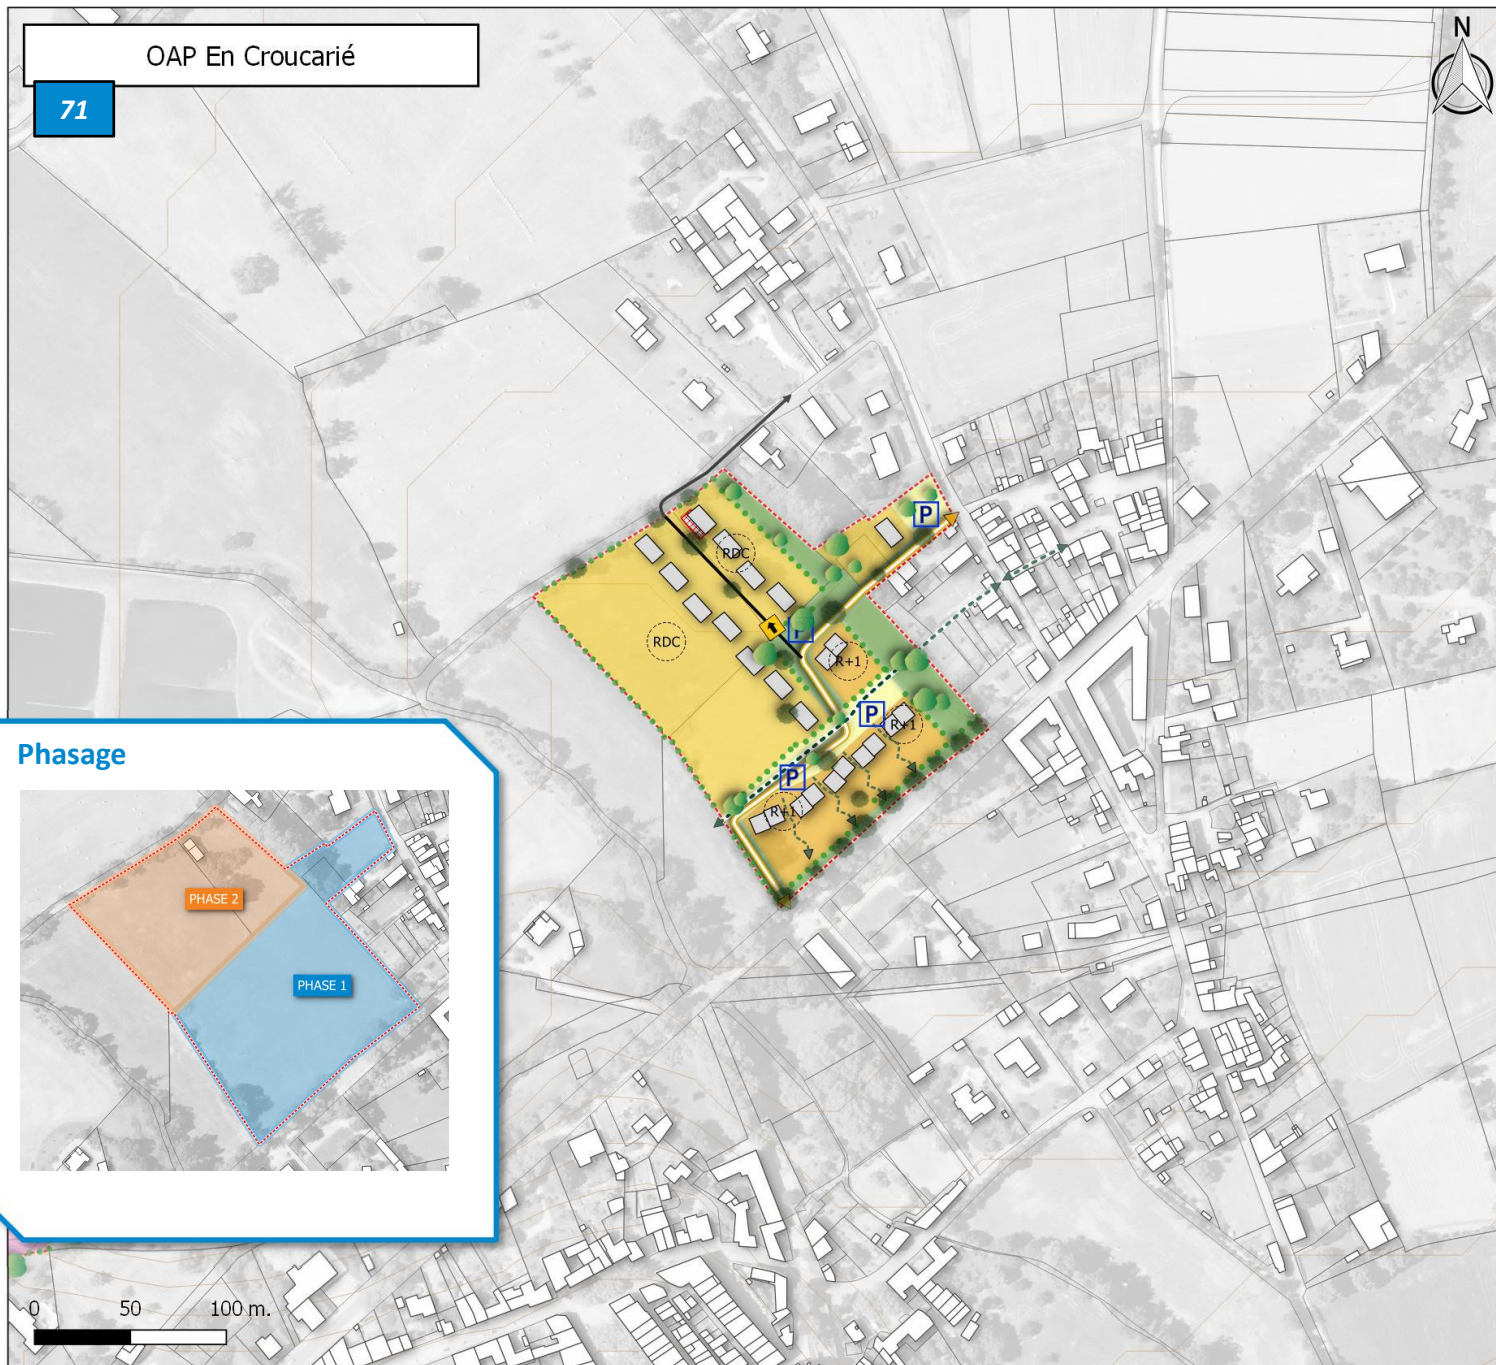 OAP En Croucarié
71
N
P
RDC
P
RDC
R+1
P
R+1
P
R+1
Phasage
PHASE 2
PHASE 1
0 50 100 m.